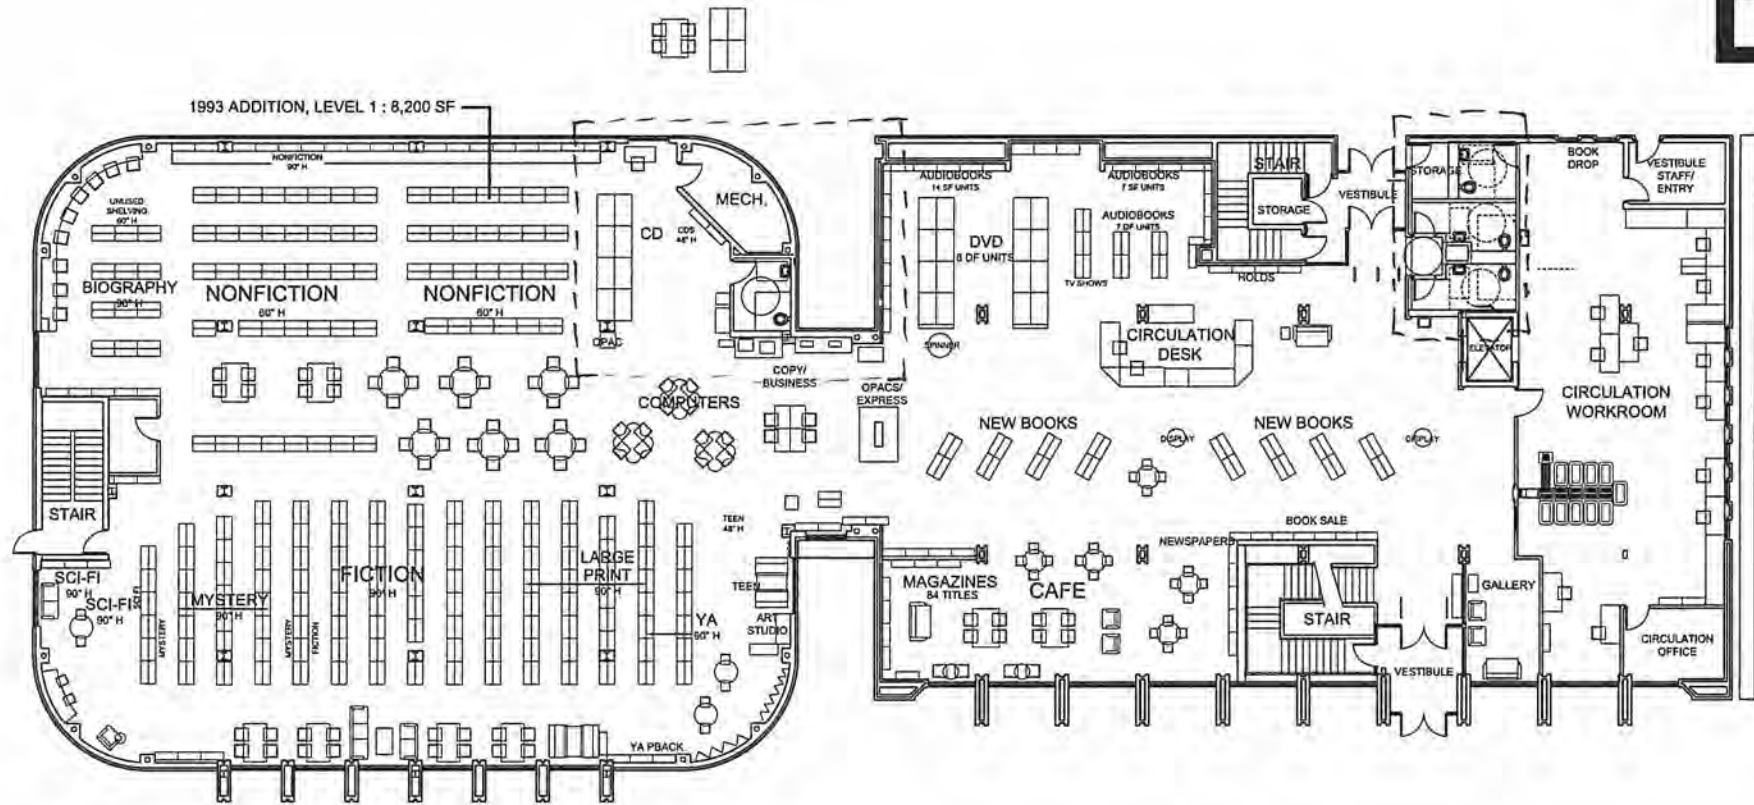 1993 ADDITION, LEVEL 1 : 8,200 SF
NONFICTION
90" H
UNUSED
SHELVING
60" H
BIOGRAPHY
90" H
NONFICTION
60" H
NONFICTION
60" H
CD
CDS
48" H
MECH.
OPAC
COPY/
BUSINESS
COMPUTERS
OPACS/
EXPRESS
STAIR
SCI-FI
90" H
SCI-FI
90" H
SCI-FI
MYSTERY
MYSTERY
90" H
MYSTERY
FICTION
FICTION
90" H
LARGE
PRINT
90" H
YA
90" H
TEEN
48" H
TEEN
ART
STUDIO
YA PBACK
AUDIOBOOKS
14 SF UNITS
AUDIOBOOKS
7 SF UNITS
AUDIOBOOKS
7 DF UNITS
DVD
8 DF UNITS
TV SHOWS
SPINNER
STAIR
STORAGE
HOLDS
VESTIBULE
STORAGE
BOOK
DROP
VESTIBULE
STAFF/
ENTRY
CIRCULATION
DESK
ELEVATOR
CIRCULATION
WORKROOM
NEW BOOKS
DISPLAY
NEW BOOKS
DISPLAY
BOOK SALE
NEWSPAPERS
MAGAZINES
84 TITLES
CAFE
STAIR
GALLERY
VESTIBULE
CIRCULATION
OFFICE